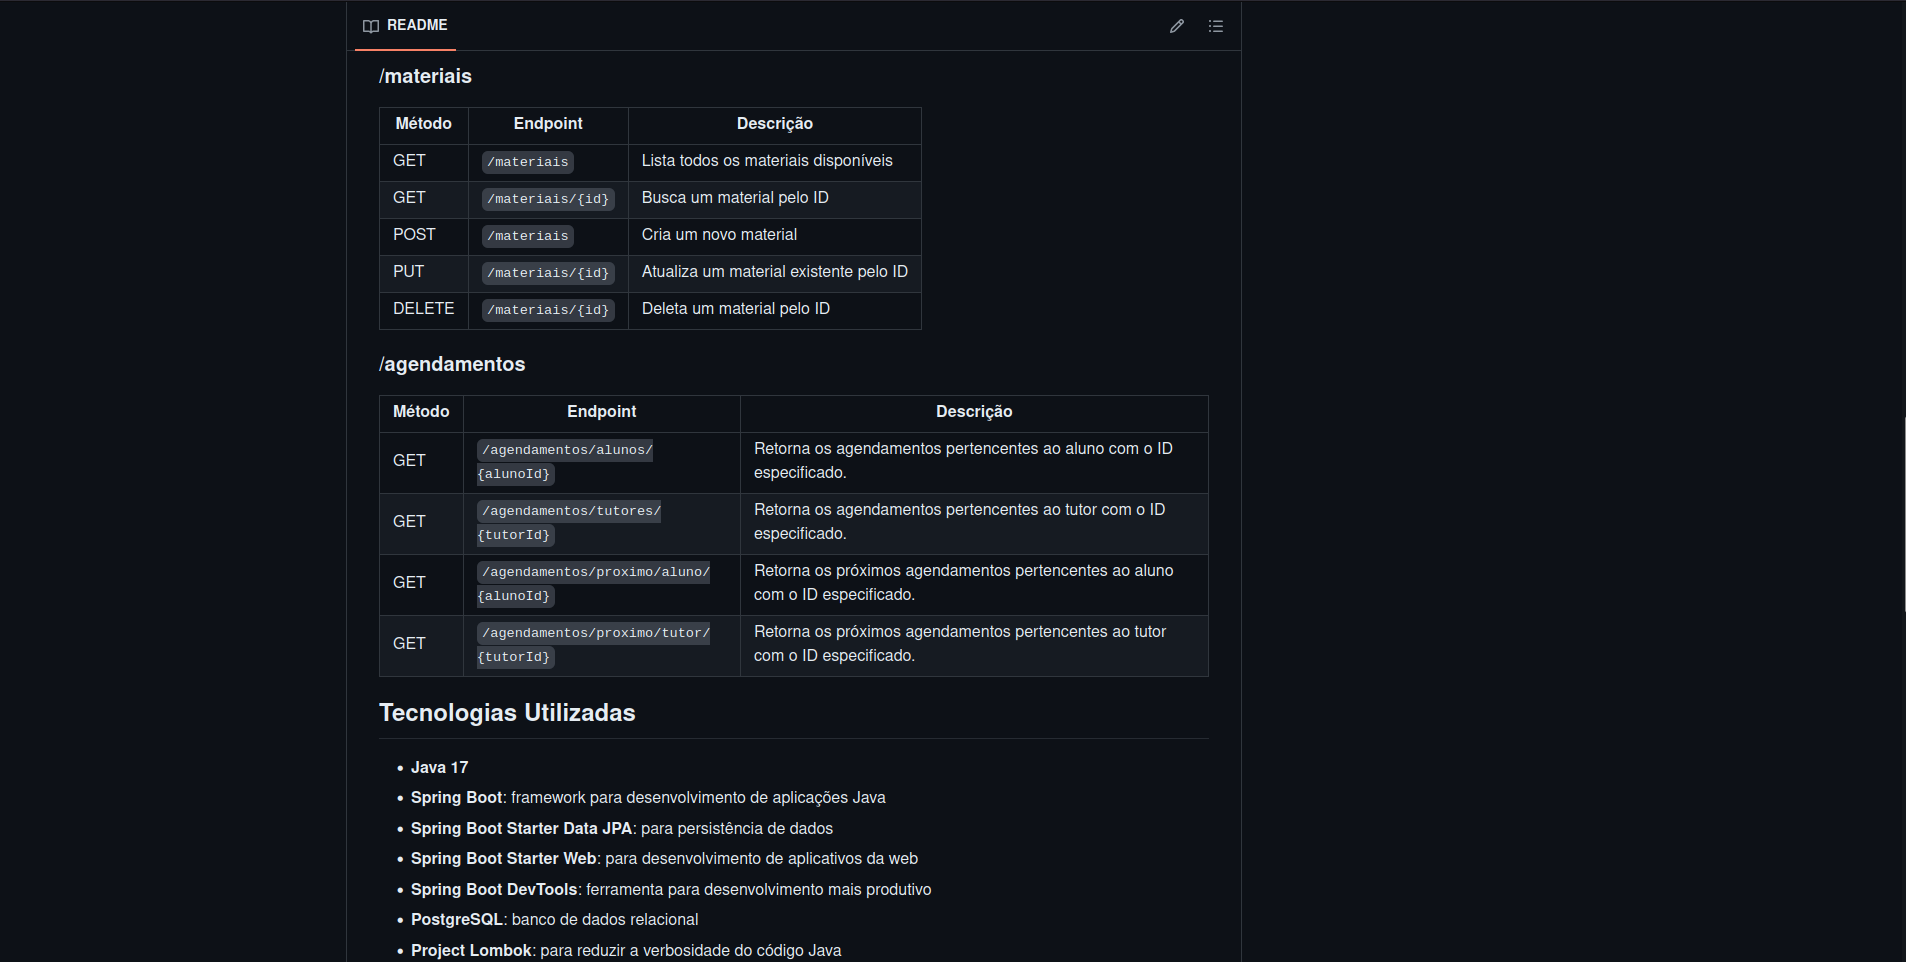 README
/materiais
Método Endpoint Descrição
GET /materiais Lista todos os materiais disponíveis
GET /materiais/{id} Busca um material pelo ID
POST /materiais Cria um novo material
PUT /materiais/{id} Atualiza um material existente pelo ID
DELETE /materiais/{id} Deleta um material pelo ID
/agendamentos
Método Endpoint Descrição
GET
/agendamentos/alunos/
{alunoId}
Retorna os agendamentos pertencentes ao aluno com o ID
especificado.
GET
/agendamentos/tutores/
{tutorId}
Retorna os agendamentos pertencentes ao tutor com o ID
especificado.
GET
/agendamentos/proximo/aluno/
{alunoId}
Retorna os próximos agendamentos pertencentes ao aluno
com o ID especificado.
GET
/agendamentos/proximo/tutor/
{tutorId}
Retorna os próximos agendamentos pertencentes ao tutor
com o ID especificado.
Tecnologias Utilizadas
• Java 17
• Spring Boot: framework para desenvolvimento de aplicações Java
• Spring Boot Starter Data JPA: para persistência de dados
• Spring Boot Starter Web: para desenvolvimento de aplicativos da web
• Spring Boot DevTools: ferramenta para desenvolvimento mais produtivo
• PostgreSQL: banco de dados relacional
• Project Lombok: para reduzir a verbosidade do código Java